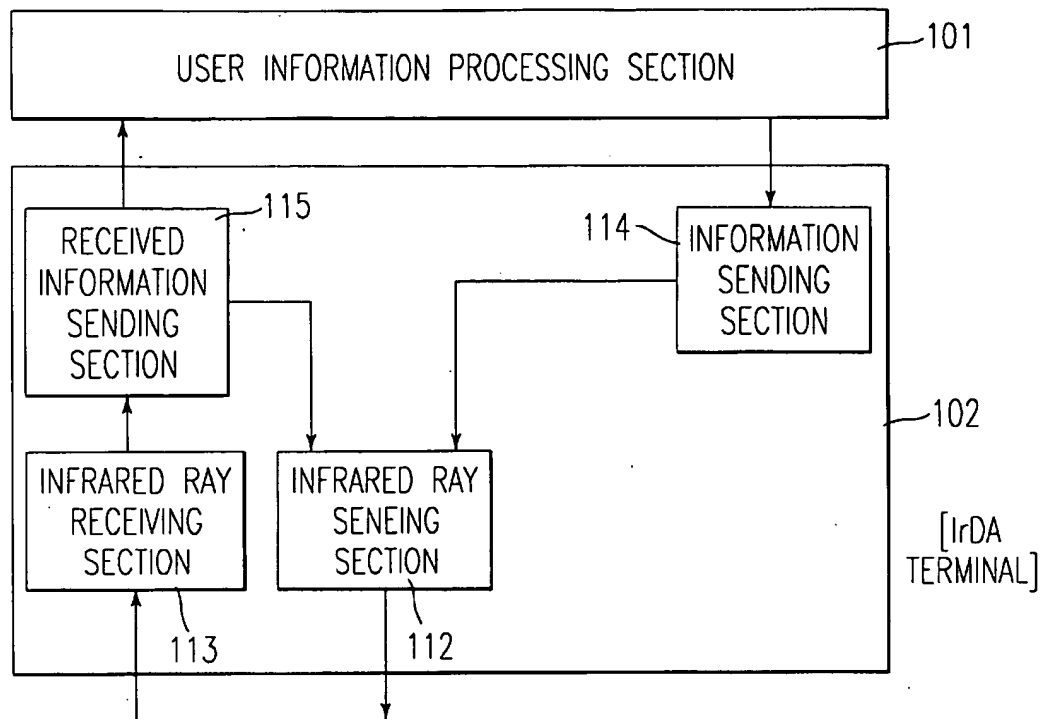 USER INFORMATION PROCESSING SECTION
101
115
RECEIVED
INFORMATION
SENDING
SECTION
114
INFORMATION
SENDING
SECTION
102
INFRARED RAY
RECEIVING
SECTION
INFRARED RAY
SENEING
SECTION
[IrDA
TERMINAL]
113
112